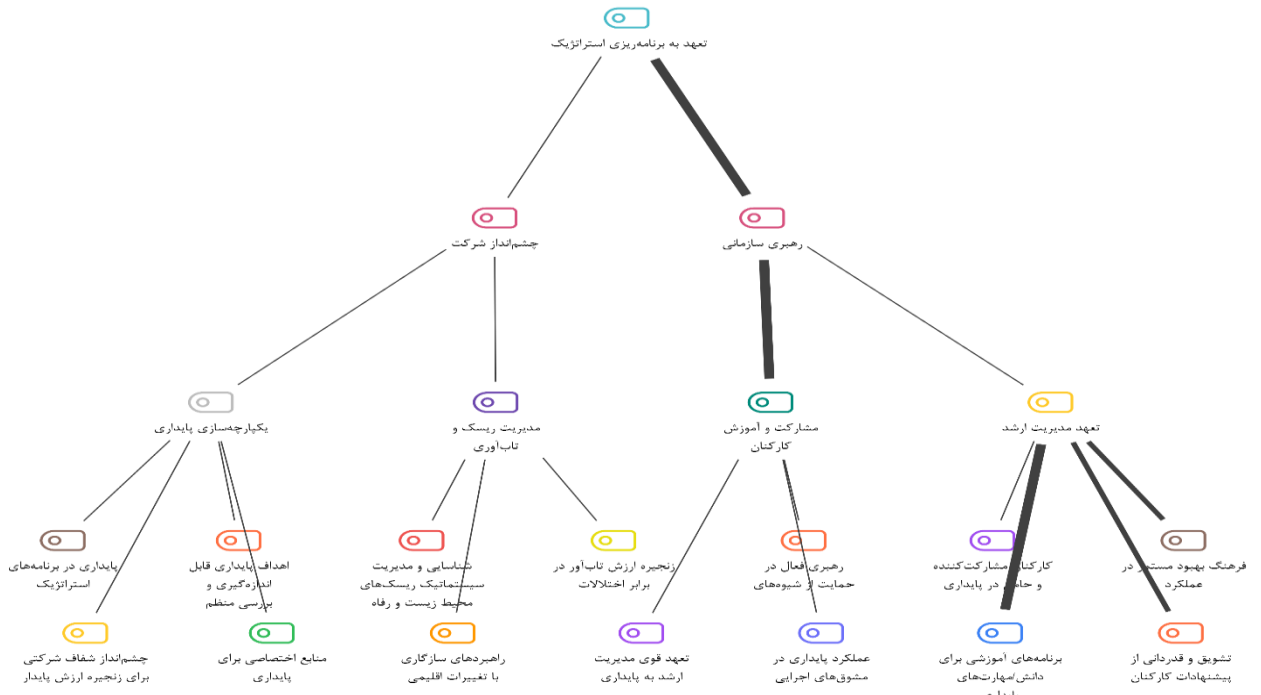 تعهد به برنامه‌ریزی استراتژیک
چشم‌انداز شرکت
رهبری سازمانی
یکپارچه‌سازی پایداری
مدیریت ریسک و
تاب‌آوری
مشارکت و آموزش
کارکنان
تعهد مدیریت ارشد
پایداری در برنامه‌های
استراتژیک
اهداف پایداری قابل
اندازه‌گیری و
بررسی منظم
شناسایی و مدیریت
سیستماتیک ریسک‌های
محیط زیست و رفاه
زنجیره ارزش تاب‌آور در
برابر اختلالات
رهبری فعال در
حمایت از شیوه‌های
کارکنان مشارکت‌کننده
و حامی در پایداری
فرهنگ بهبود مستمر در
عملکرد
چشم‌انداز شفاف شرکتی
برای زنجیره ارزش پایدار
منابع اختصاصی برای
پایداری
راهبردهای سازگاری
با تغییرات اقلیمی
تعهد قوی مدیریت
ارشد به پایداری
عملکرد پایداری در
مشوق‌های اجرایی
برنامه‌های آموزشی برای
دانش/مهارت‌های
تشویق و قدردانی از
پیشنهادات کارکنان